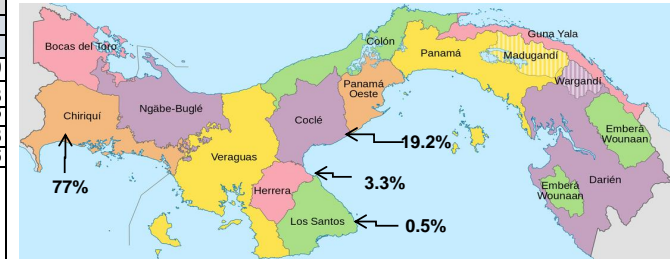 Bocas del Toro
Colón
Guna Yala
Panamá
Madugandí
Wargandí
Panamá
Oeste
Chiriquí
Ngäbe-Buglé
Coclé
Emberá
Wounaan
19.2%
Veraguas
77%
3.3%
Herrera
Emberá
Wounaan
Darién
Los Santos
0.5%